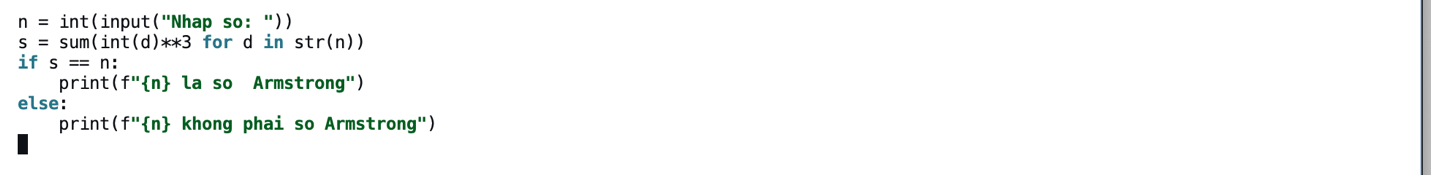 n = int(input("Nhap so: "))
s = sum(int(d)**3 for d in str(n))
if s == n:
    print(f"{n} la so  Armstrong")
else:
    print(f"{n} khong phai so Armstrong")